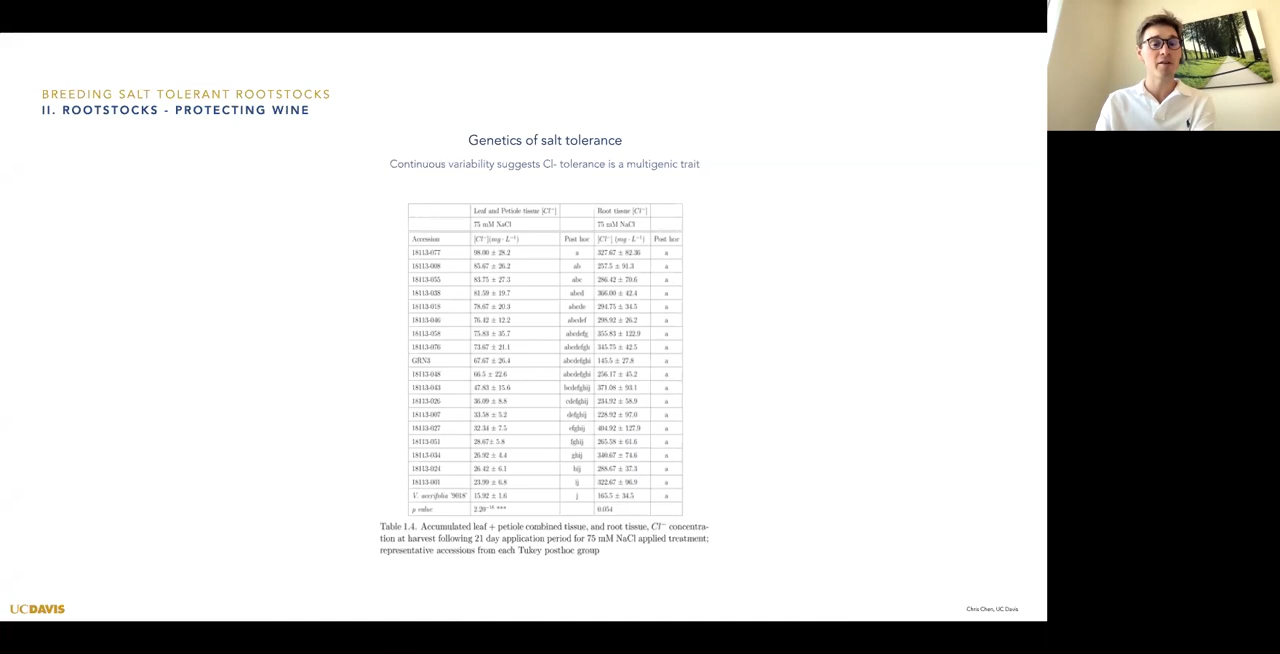 BREEDING SALT TOLERANT ROOTSTOCKS
II. ROOTSTOCKS - PROTECTING WINE
Genetics of salt tolerance
Continuous variability suggests Cl- tolerance is a multigenic trait
Leaf and Petiole tissue [Cl⁻] Root tissue [Cl⁻]
75 mM NaCl 75 mM NaCl
Accession [Cl⁻](mg · L⁻¹) Post hoc [Cl⁻] (mg · L⁻¹) Post hoc
18113-077 98.00 ± 28.2 a 327.67 ± 82.36 a
18113-008 85.67 ± 26.2 ab 257.5 ± 91.3 a
18113-055 83.75 ± 27.3 abc 286.42 ± 70.6 a
18113-038 81.59 ± 19.7 abcd 366.00 ± 42.4 a
18113-018 78.67 ± 20.3 abcde 294.75 ± 34.5 a
18113-046 76.42 ± 12.2 abcdef 298.92 ± 26.2 a
18113-058 75.83 ± 35.7 abcdefg 355.83 ± 122.9 a
18113-076 73.67 ± 21.1 abcdefgh 345.75 ± 42.5 a
GRN3 67.67 ± 26.4 abcdefghi 145.5 ± 27.8 a
18113-048 66.5 ± 22.6 abcdefghi 256.17 ± 45.2 a
18113-043 47.83 ± 15.6 bcdefghij 371.08 ± 93.1 a
18113-026 36.09 ± 8.8 cdefghij 234.92 ± 58.9 a
18113-007 33.58 ± 5.2 defghij 228.92 ± 97.0 a
18113-027 32.34 ± 7.5 efghij 404.92 ± 127.9 a
18113-051 28.67± 5.8 fghij 265.58 ± 61.6 a
18113-034 26.92 ± 4.4 ghij 340.67 ± 74.6 a
18113-024 26.42 ± 6.1 hij 288.67 ± 37.3 a
18113-001 23.99 ± 6.8 ij 322.67 ± 96.9 a
V. acerifolia '9018' 15.92 ± 1.6 j 165.5 ± 34.5 a
p value 2.20⁻¹⁶ *** 0.054
Table 1.4. Accumulated leaf + petiole combined tissue, and root tissue, Cl⁻ concentra-
tion at harvest following 21 day application period for 75 mM NaCl applied treatment;
representative accessions from each Tukey posthoc group
UCDAVIS
Chris Chen, UC Davis